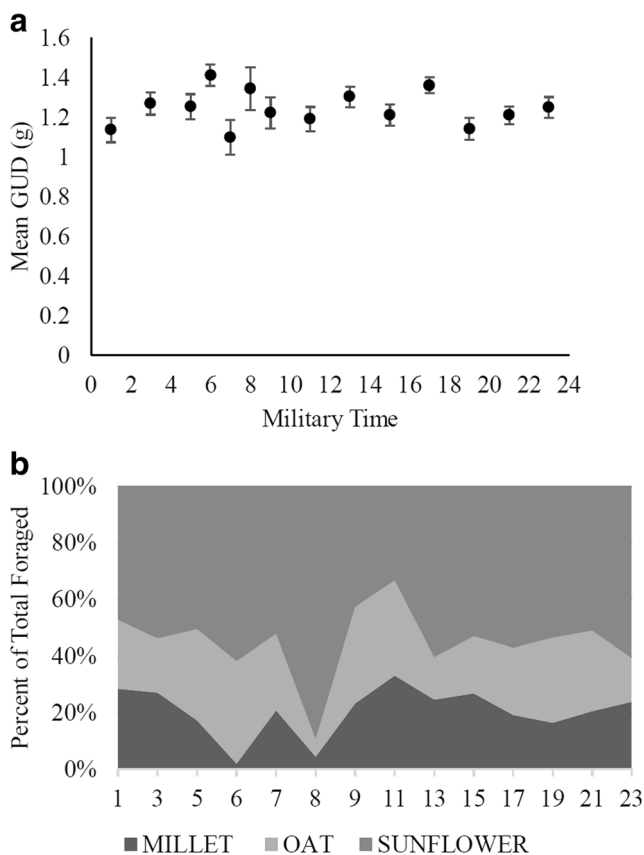 a
Mean GUD (g)
1.6
1.4
1.2
1
0.8
0.6
0.4
0.2
0
0 2 4 6 8 10 12 14 16 18 20 22 24
Military Time
b
Percent of Total Foraged
100%
80%
60%
40%
20%
0%
1 3 5 6 7 8 9 11 13 15 17 19 21 23
MILLET OAT SUNFLOWER